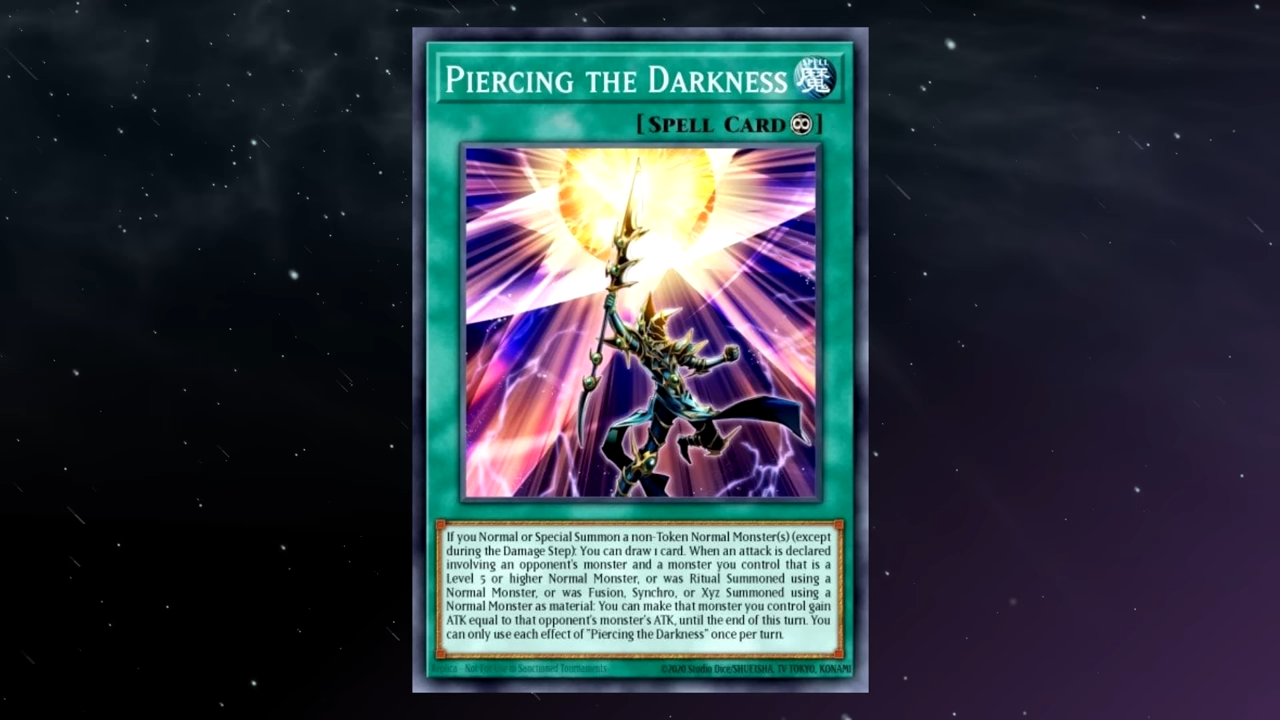 PIERCING THE DARKNESS
SPELL
魔
[SPELL CARD]
If you Normal or Special Summon a non-Token Normal Monster(s) (except
during the Damage Step): You can draw 1 card. When an attack is declared
involving an opponent's monster and a monster you control that is a
Level 5 or higher Normal Monster, or was Ritual Summoned using a
Normal Monster, or was Fusion, Synchro, or Xyz Summoned using a
Normal Monster as material: You can make that monster you control gain
ATK equal to that opponent's monster's ATK, until the end of this turn. You
can only use each effect of "Piercing the Darkness" once per turn.
Replica - Not For Use in Sanctioned Tournaments
©2020 Studio Dice/SHUEISHA, TV TOKYO, KONAMI